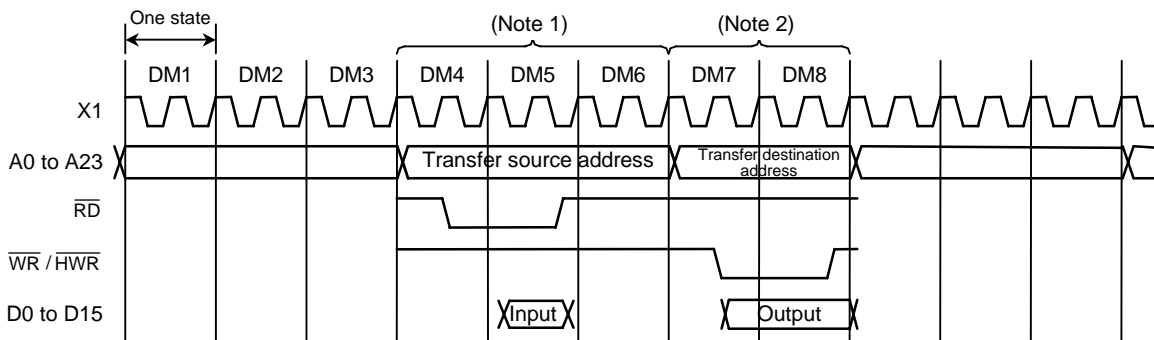 One state
(Note 1)
(Note 2)
DM1 DM2 DM3 DM4 DM5 DM6 DM7 DM8
X1
A0 to A23
Transfer source address
Transfer destination
address
RD
WR / HWR
D0 to D15
Input
Output